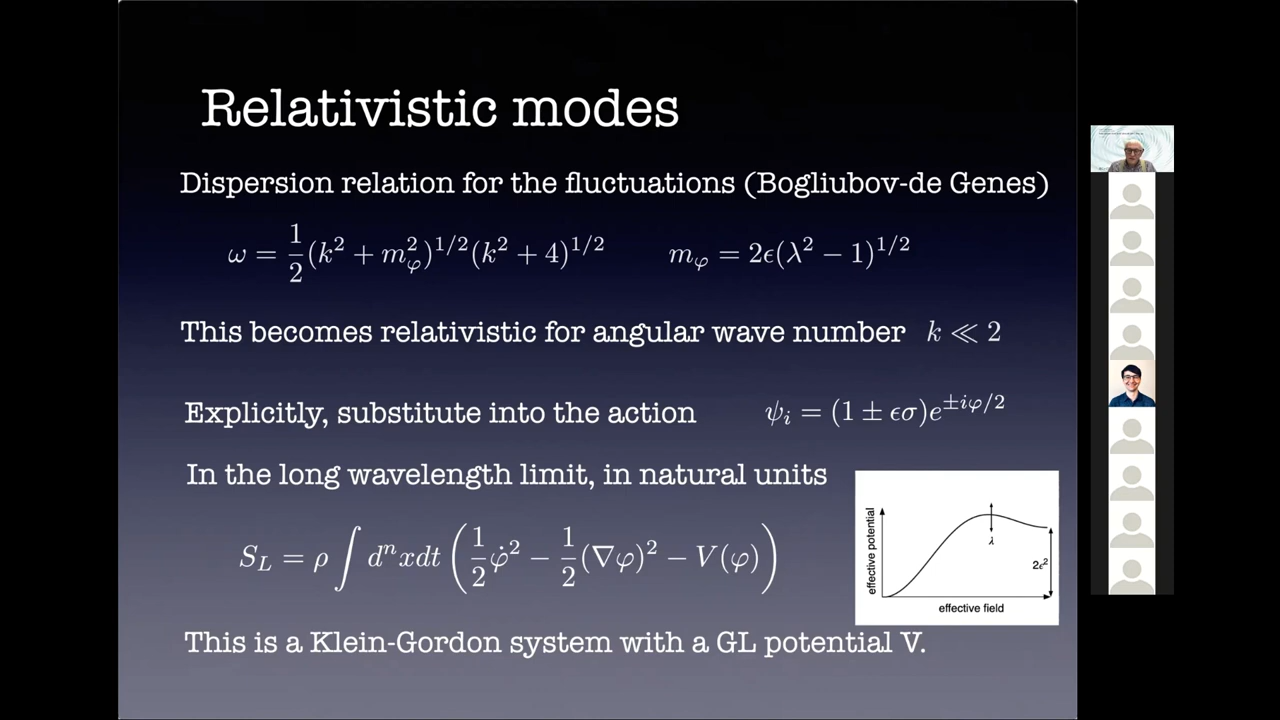 Relativistic modes
Dispersion relation for the fluctuations (Bogliubov-de Genes)
ω = 1/2 (k² + m_φ²)^{1/2} (k² + 4)^{1/2}    m_φ = 2ϵ(λ² − 1)^{1/2}
This becomes relativistic for angular wave number k ≪ 2
Explicitly, substitute into the action ψ_i = (1 ± ϵσ)e^{±iφ/2}
In the long wavelength limit, in natural units
S_L = ρ ∫ dⁿxdt (1/2 φ̇² − 1/2 (∇φ)² − V(φ))
effective potential
λ
2ϵ²
effective field
This is a Klein-Gordon system with a GL potential V.